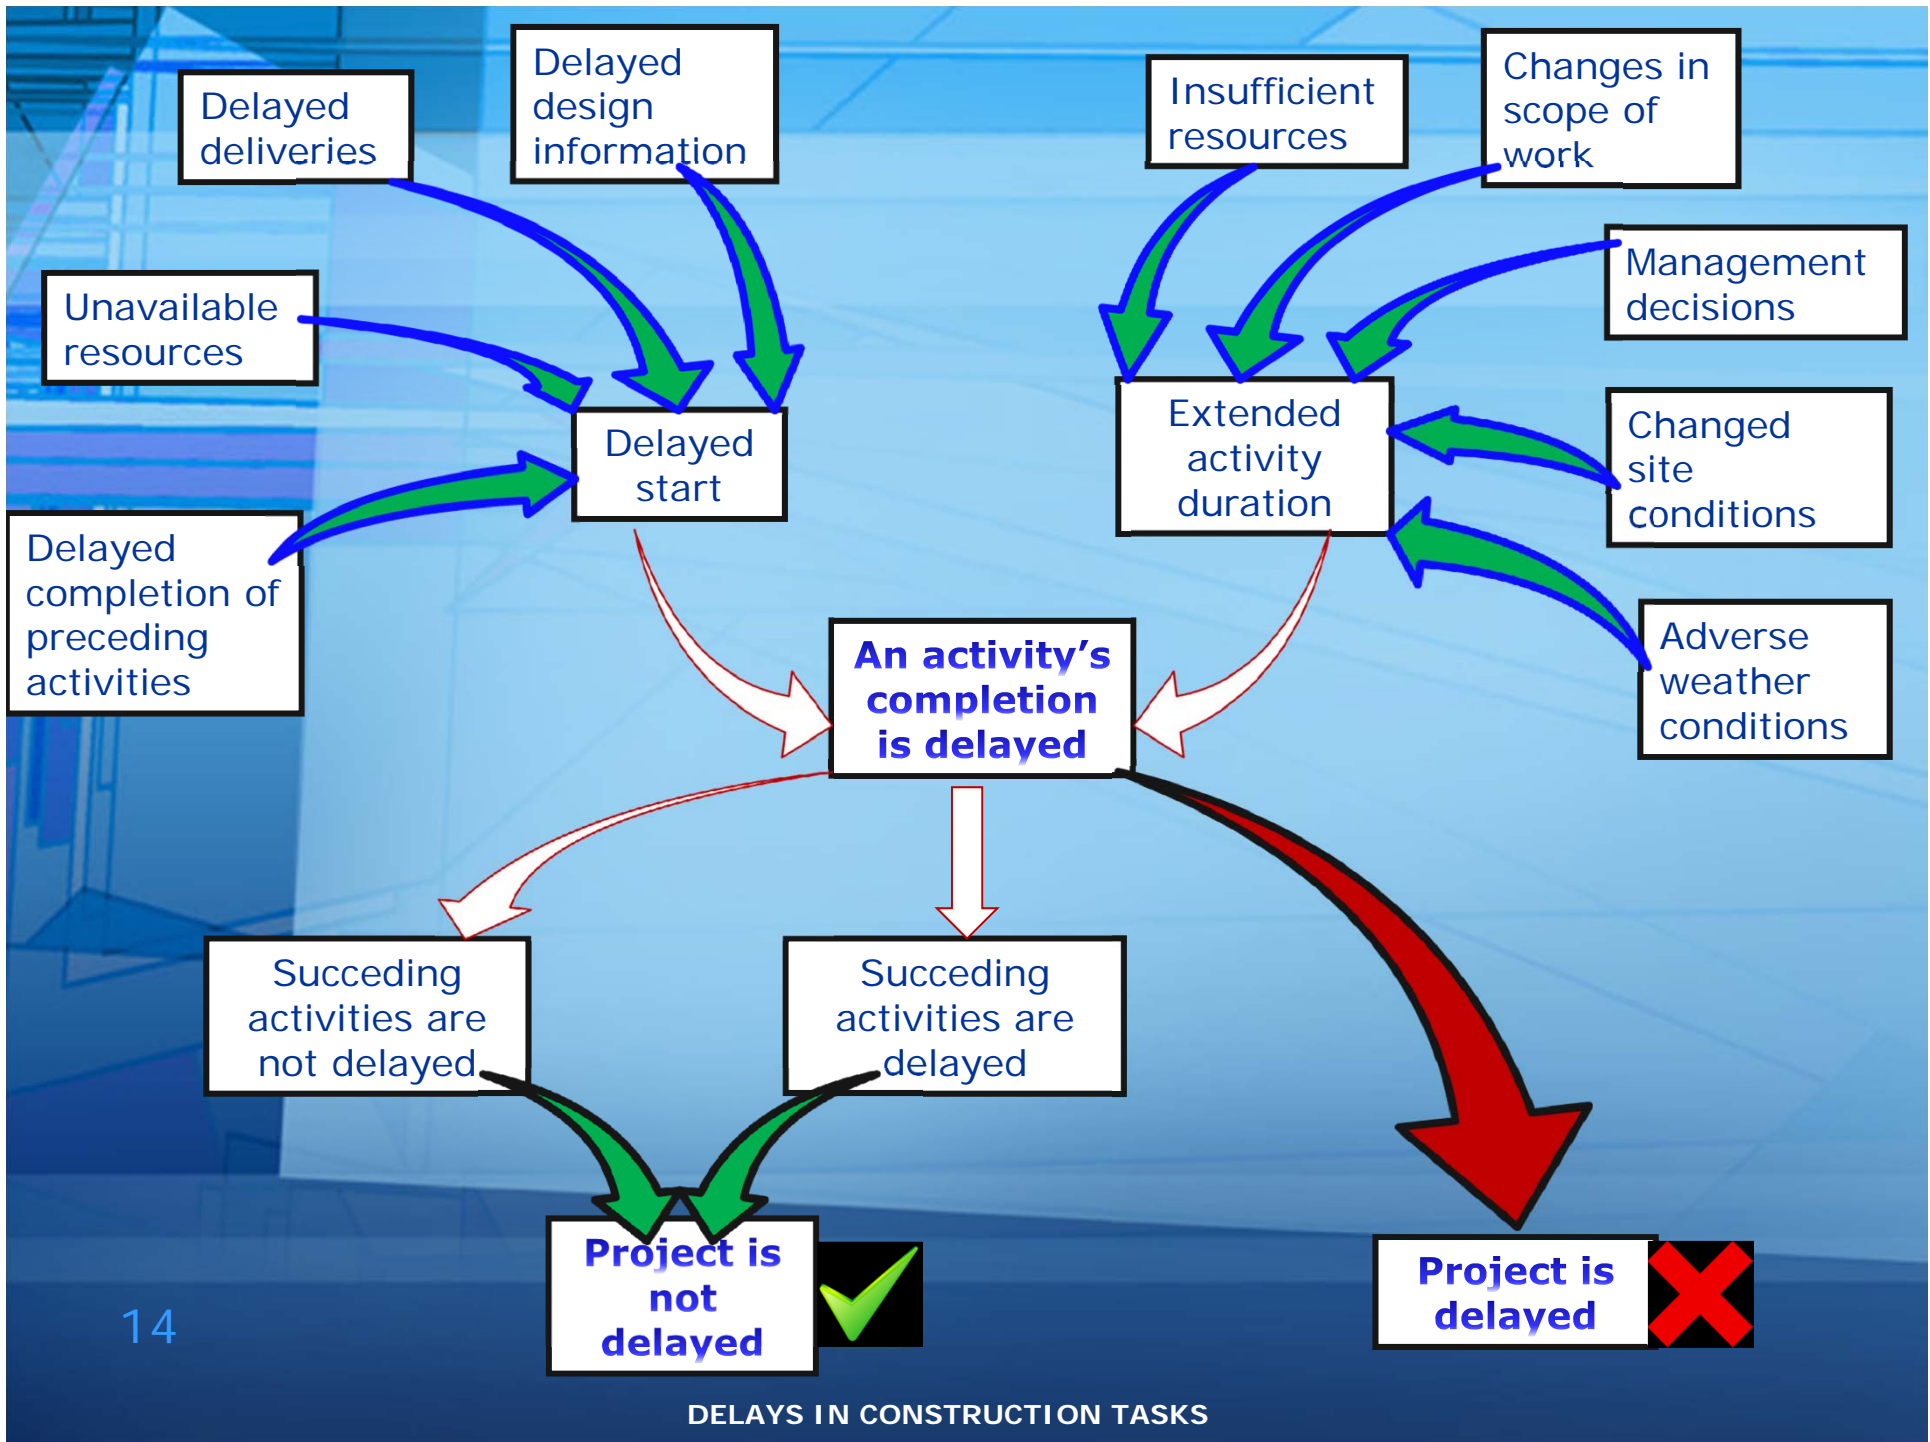 Delayed
deliveries
Delayed
design
information
Insufficient
resources
Changes in
scope of
work
Unavailable
resources
Management
decisions
Delayed
start
Extended
activity
duration
Changed
site
conditions
Delayed
completion of
preceding
activities
An activity’s
completion
is delayed
Adverse
weather
conditions
Succeding
activities are
not delayed
Succeding
activities are
delayed
Project is
not
delayed
Project is
delayed
14
DELAYS IN CONSTRUCTION TASKS